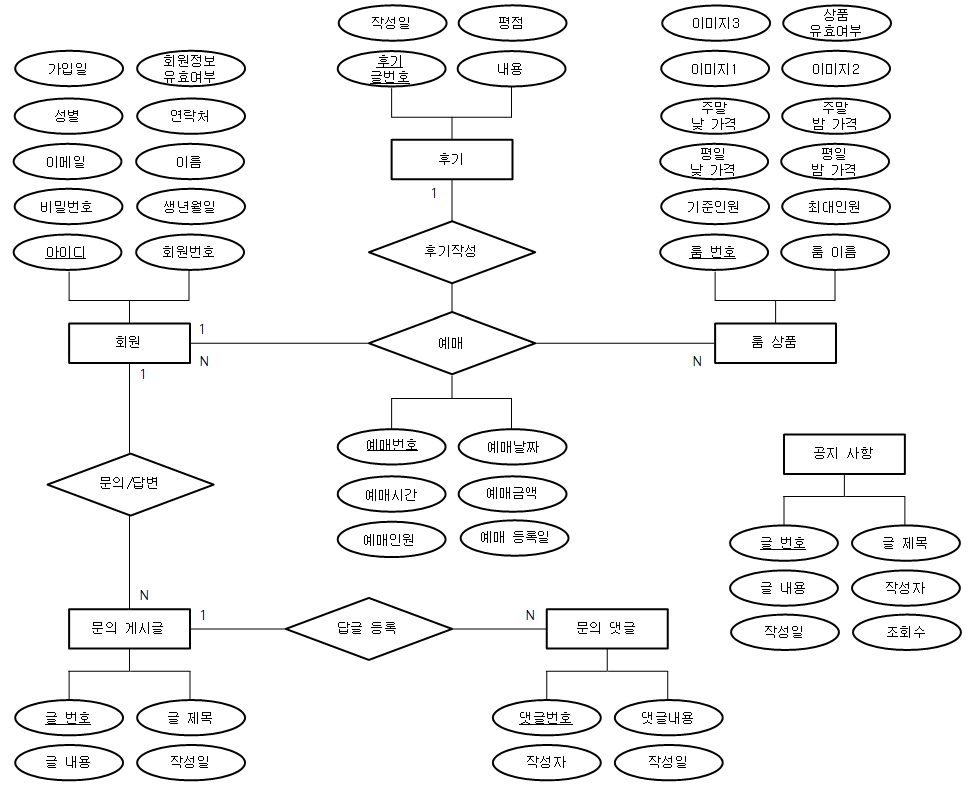 작성일
평점
후기
글번호
내용
후기
1
후기작성
이미지3
상품
유효여부
이미지1
이미지2
주말
낮 가격
주말
밤 가격
평일
낮 가격
평일
밤 가격
기준인원
최대인원
룸 번호
룸 이름
가입일
회원정보
유효여부
성별
연락처
이메일
이름
비밀번호
생년월일
아이디
회원번호
회원
1
N
예매
N
룸 상품
1
예매번호
예매날짜
예매시간
예매금액
예매인원
예매 등록일
문의/답변
공지 사항
글 번호
글 제목
글 내용
작성자
작성일
조회수
N
문의 게시글
1
답글 등록
N
문의 댓글
글 번호
글 제목
글 내용
작성일
댓글번호
댓글내용
작성자
작성일